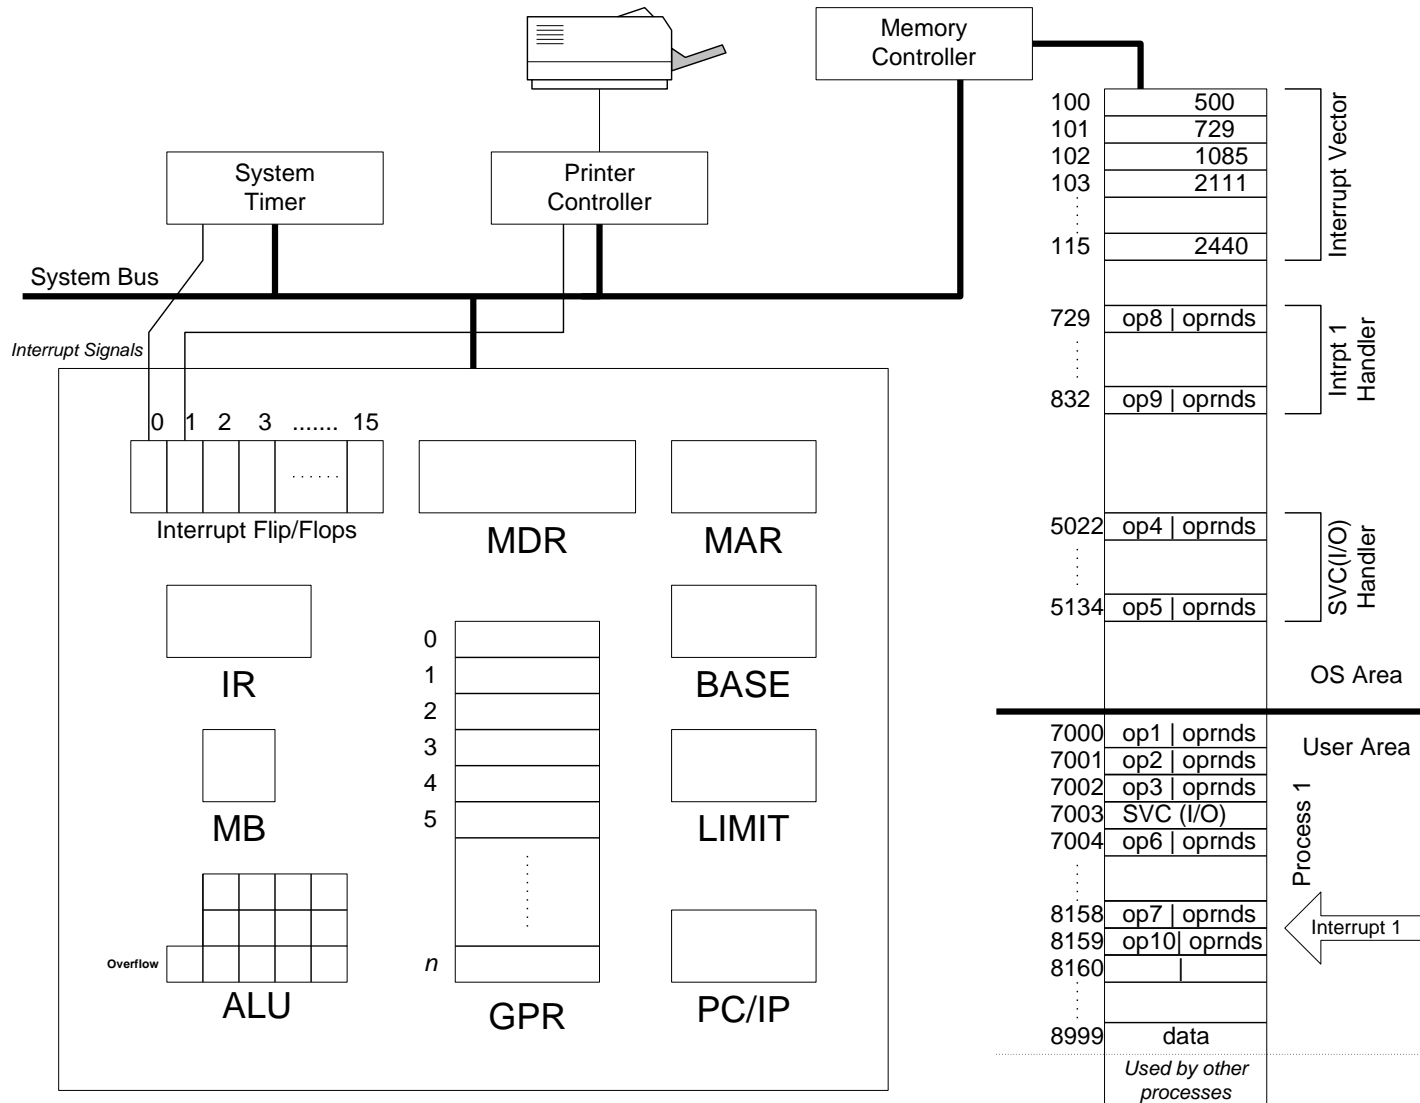 Memory
Controller
System
Timer
Printer
Controller
System Bus
Interrupt Signals
0 1 2 3 ....... 15
Interrupt Flip/Flops
MDR
MAR
IR
BASE
MB
LIMIT
Overflow
ALU
0
1
2
3
4
5
n
GPR
PC/IP
100 500
101 729
102 1085
103 2111
115 2440
Interrupt Vector
729 op8 | oprnds
832 op9 | oprnds
Intrpt 1
Handler
5022 op4 | oprnds
5134 op5 | oprnds
SVC(I/O)
Handler
OS Area
User Area
7000 op1 | oprnds
7001 op2 | oprnds
7002 op3 | oprnds
7003 SVC (I/O)
7004 op6 | oprnds
8158 op7 | oprnds
8159 op10| oprnds
8160 |
8999 data
Process 1
Interrupt 1
Used by other
processes